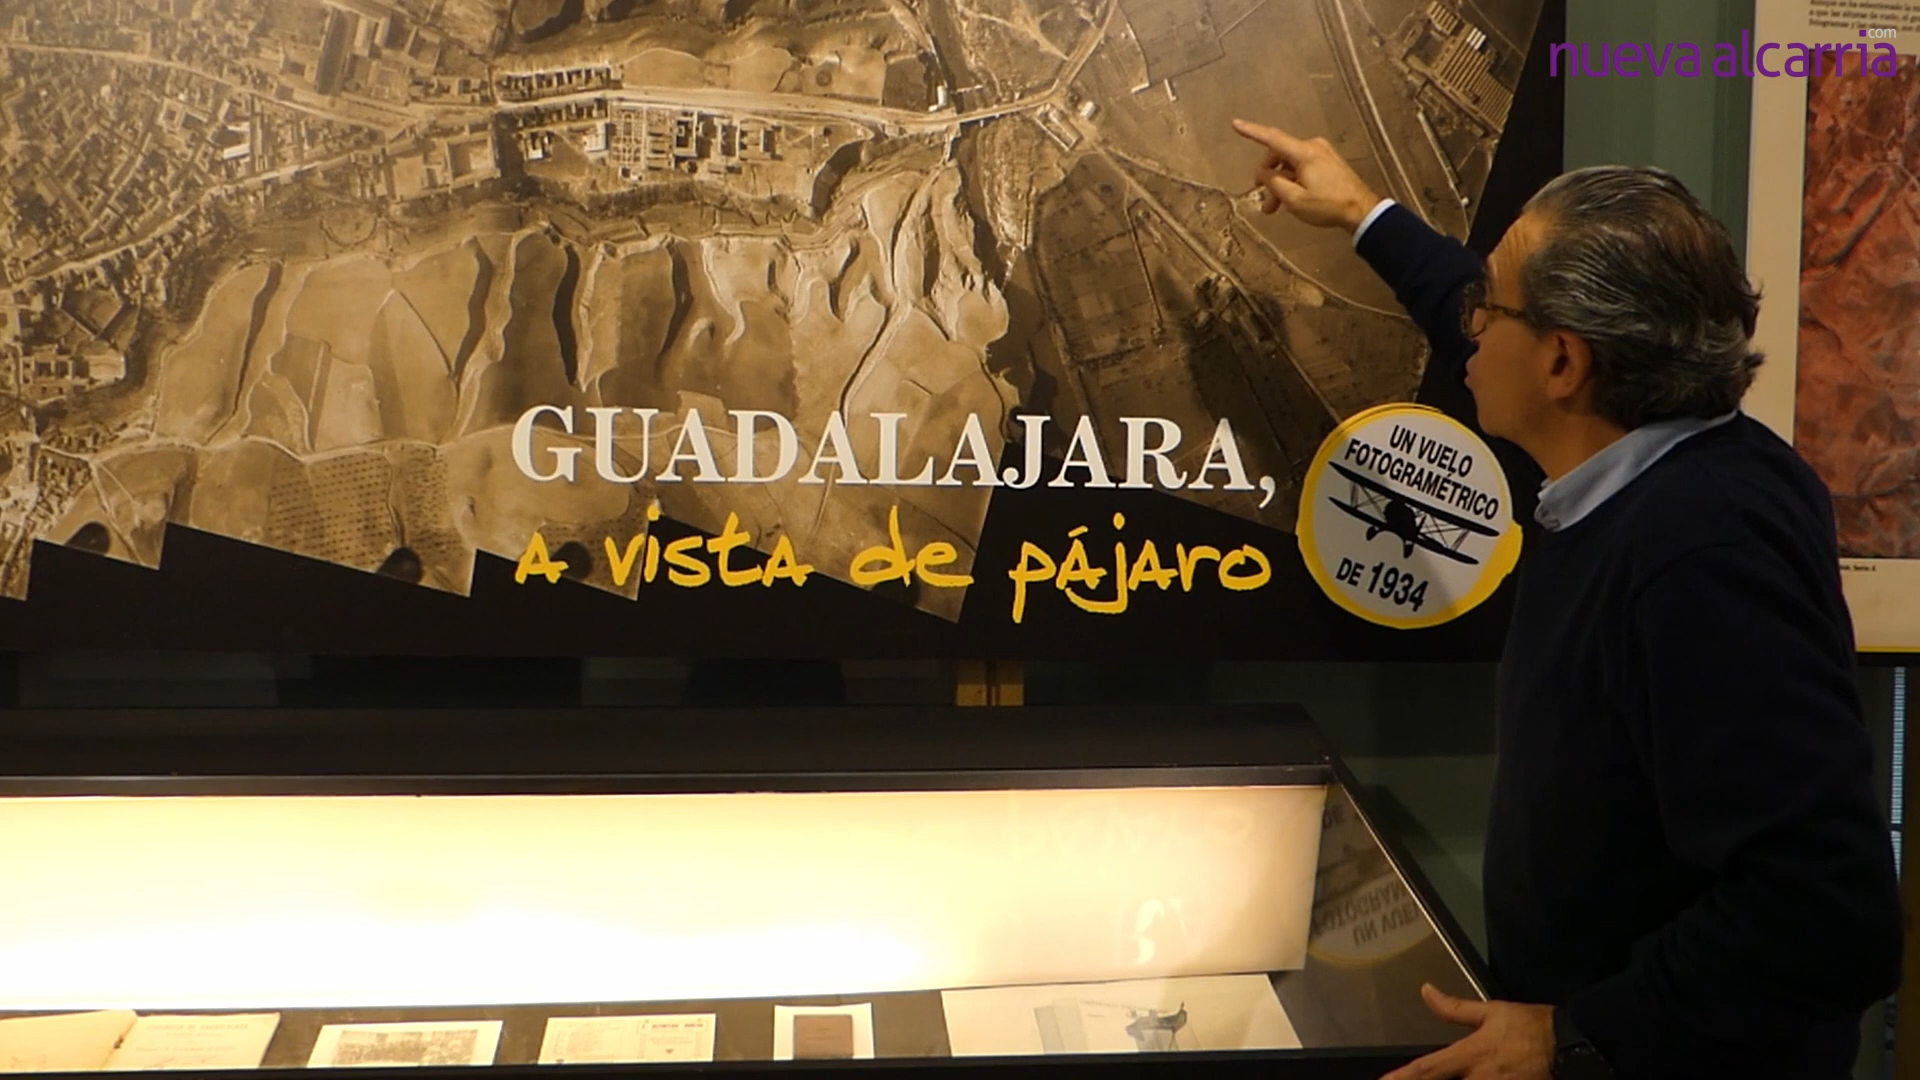 nueva alcarria
.com
GUADALAJARA,
A vistA de pájaro
UN VUELO
FOTOGRAMÉTRICO
DE 1934